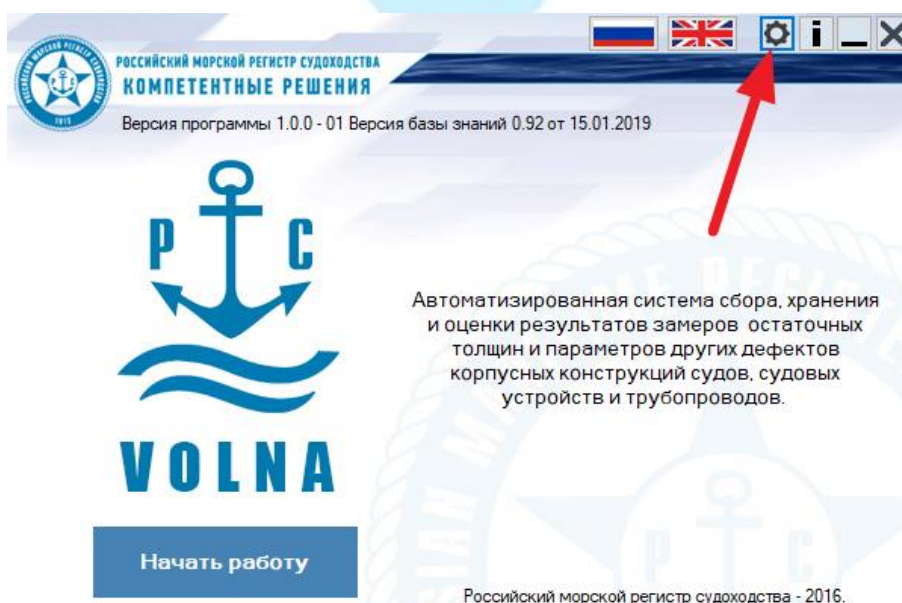 РОССИЙСКИЙ МОРСКОЙ РЕГИСТР СУДОХОДСТВА
КОМПЕТЕНТНЫЕ РЕШЕНИЯ
1913
Версия программы 1.0.0 - 01 Версия базы знаний 0.92 от 15.01.2019
i
Р С
VOLNA
Автоматизированная система сбора, хранения
и оценки результатов замеров остаточных
толщин и параметров других дефектов
корпусных конструкций судов, судовых
устройств и трубопроводов.
Начать работу
Российский морской регистр судоходства - 2016.